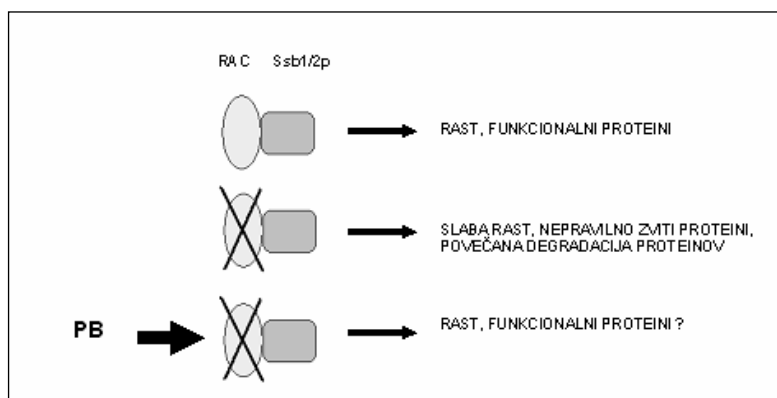 RAC Ssb1/2p
RAST, FUNKCIONALNI PROTEINI
SLABA RAST, NEPRAVILNO ZVITI PROTEINI,
POVEČANA DEGRADACIJA PROTEINOV
PB
RAST, FUNKCIONALNI PROTEINI ?